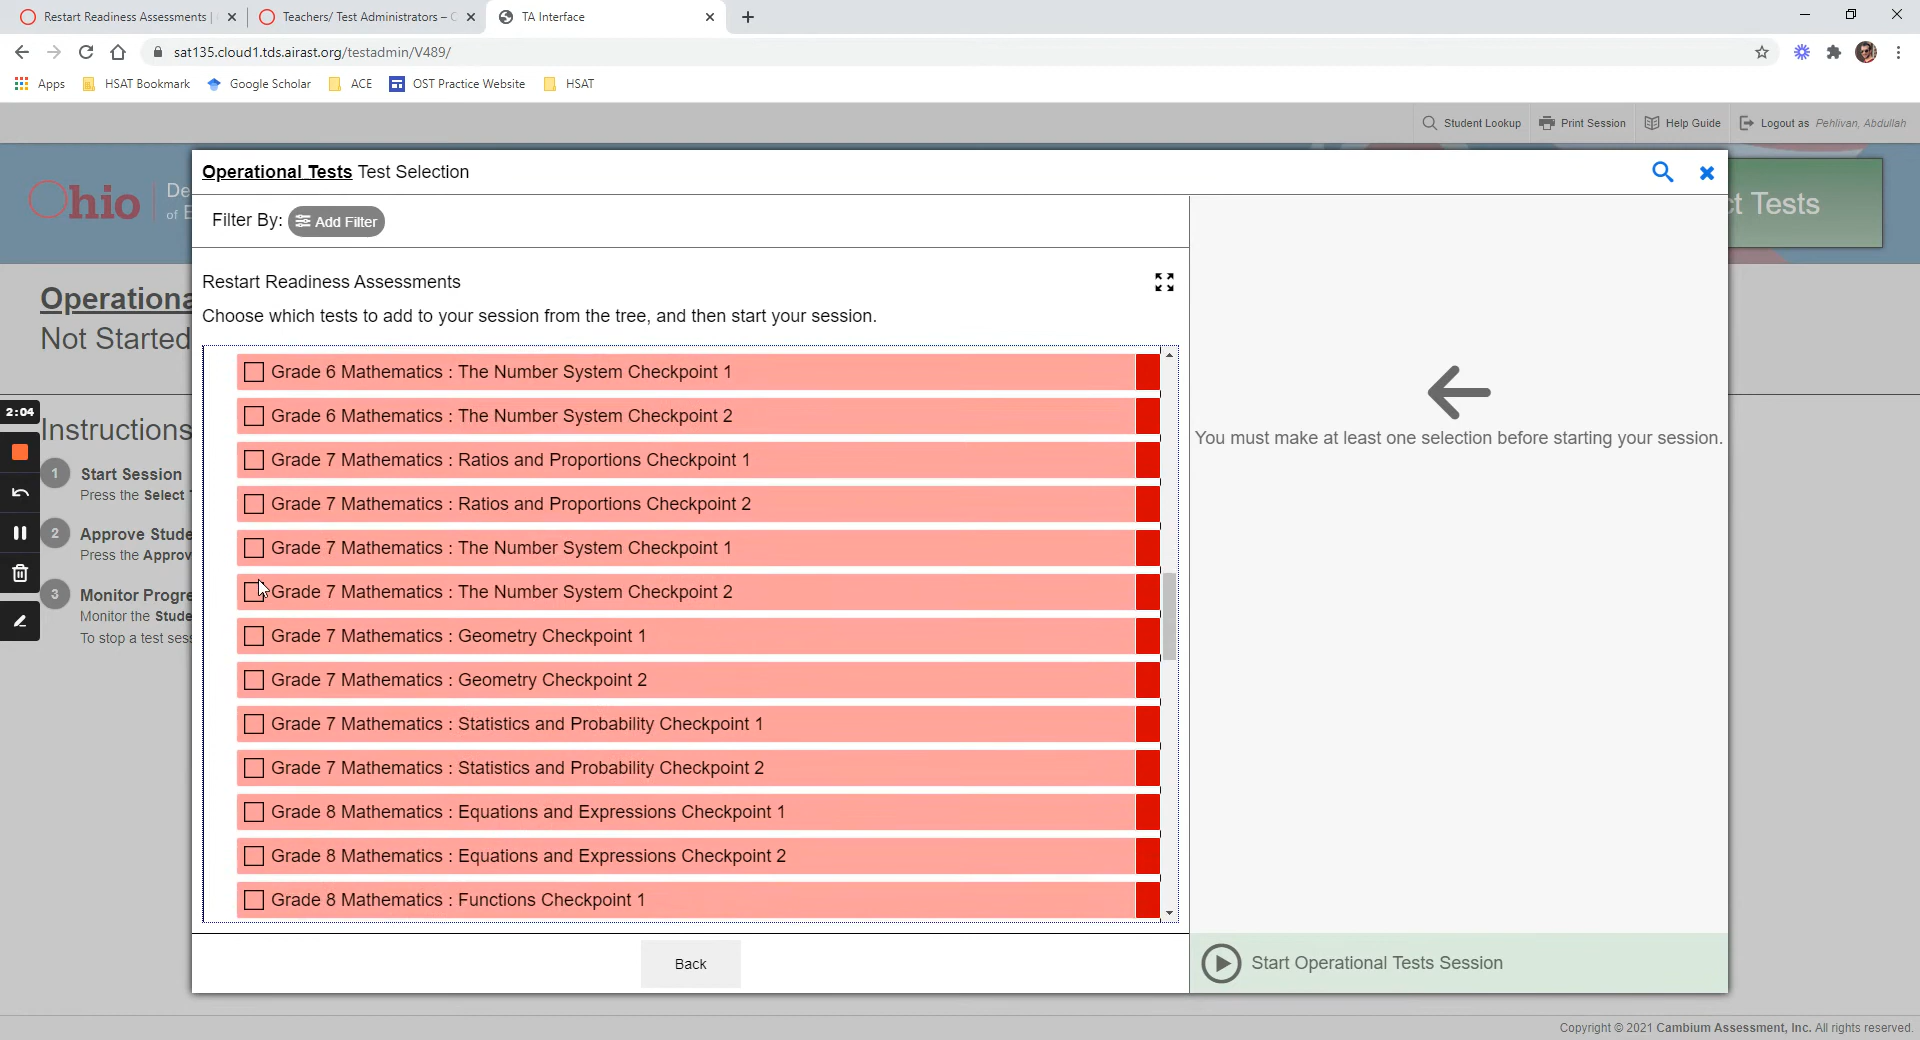 Restart Readiness Assessments |
Teachers/ Test Administrators –
TA Interface
sat135.cloud1.tds.airast.org/testadmin/V489/
Apps
HSAT Bookmark
Google Scholar
ACE
OST Practice Website
HSAT
Student Lookup
Print Session
Help Guide
Logout as Pehlivan, Abdullah
Ohio
De
of E
ct Tests
Operational Tests Test Selection
Filter By: Add Filter
Restart Readiness Assessments
Choose which tests to add to your session from the tree, and then start your session.
Grade 6 Mathematics : The Number System Checkpoint 1
Grade 6 Mathematics : The Number System Checkpoint 2
Grade 7 Mathematics : Ratios and Proportions Checkpoint 1
Grade 7 Mathematics : Ratios and Proportions Checkpoint 2
Grade 7 Mathematics : The Number System Checkpoint 1
Grade 7 Mathematics : The Number System Checkpoint 2
Grade 7 Mathematics : Geometry Checkpoint 1
Grade 7 Mathematics : Geometry Checkpoint 2
Grade 7 Mathematics : Statistics and Probability Checkpoint 1
Grade 7 Mathematics : Statistics and Probability Checkpoint 2
Grade 8 Mathematics : Equations and Expressions Checkpoint 1
Grade 8 Mathematics : Equations and Expressions Checkpoint 2
Grade 8 Mathematics : Functions Checkpoint 1
Back
You must make at least one selection before starting your session.
Start Operational Tests Session
Operationa
Not Started
2:04
Instructions
1 Start Session
Press the Select T
2 Approve Stude
Press the Approv
3 Monitor Progre
Monitor the Stude
To stop a test ses
Copyright © 2021 Cambium Assessment, Inc. All rights reserved.